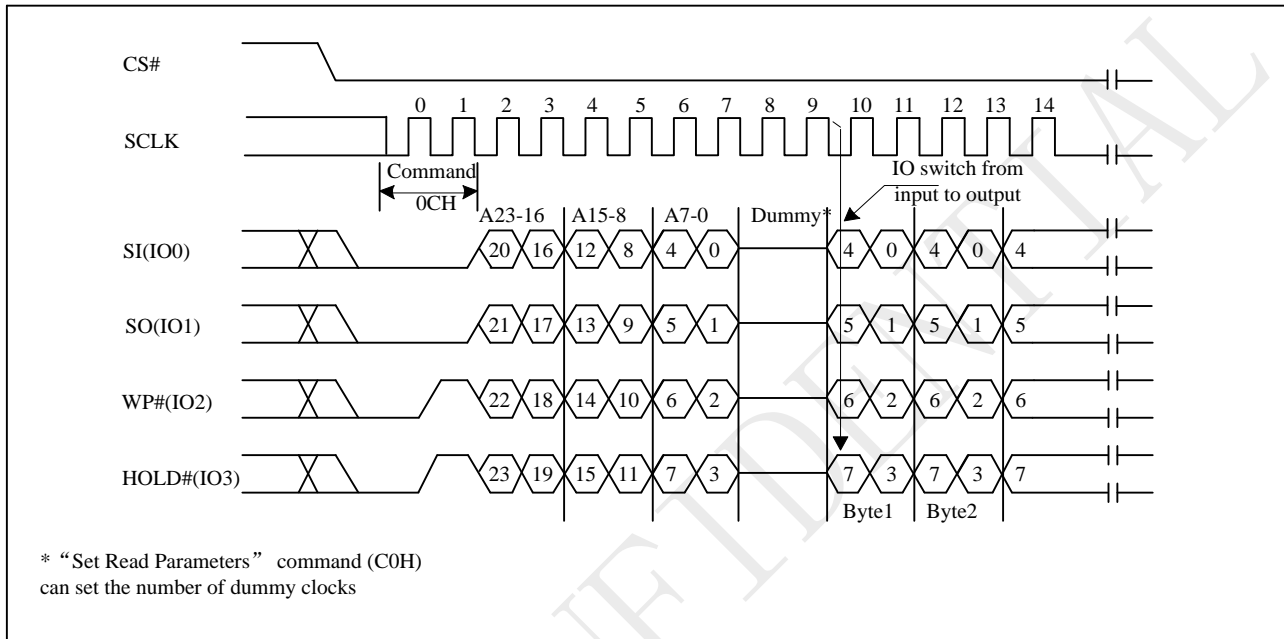 CS#
0 1 2 3 4 5 6 7 8 9 10 11 12 13 14
SCLK
Command
0CH
IO switch from
input to output
A23-16 A15-8 A7-0 Dummy*
SI(IO0) 20 16 12 8 4 0 4 0 4 0 4
SO(IO1) 21 17 13 9 5 1 5 1 5 1 5
WP#(IO2) 22 18 14 10 6 2 6 2 6 2 6
HOLD#(IO3) 23 19 15 11 7 3 7 3 7 3 7
Byte1 Byte2
* “Set Read Parameters” command (C0H)
can set the number of dummy clocks
FIDENTIAL